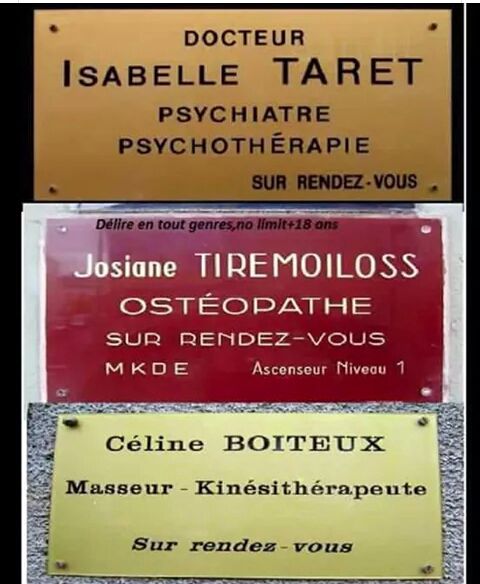 DOCTEUR
ISABELLE TARET
PSYCHIATRE
PSYCHOTHÉRAPIE
SUR RENDEZ-VOUS
Délire en tout genres,no limit+18 ans
Josiane TIREMOILOSS
OSTÉOPATHE
SUR RENDEZ-VOUS
MKDE Ascenseur Niveau 1
Céline BOITEUX
Masseur - Kinésithérapeute
Sur rendez-vous